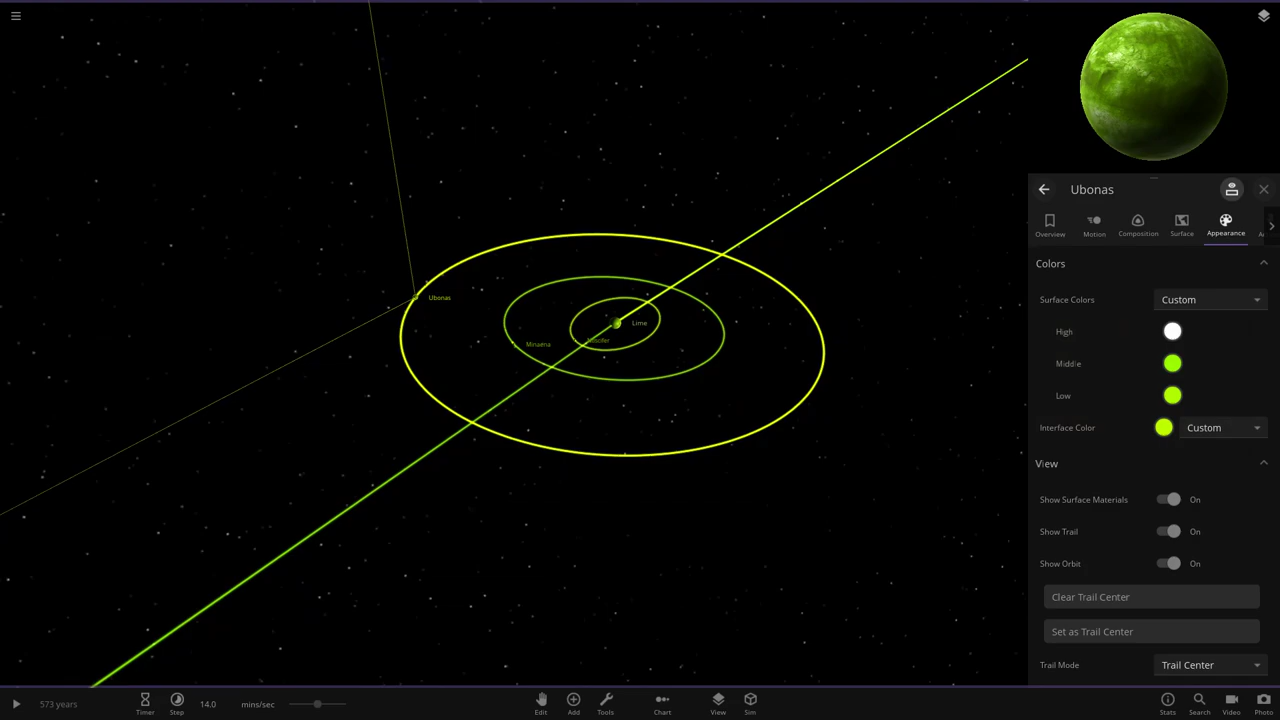 Ubonas
Overview
Motion
Composition
Surface
Appearance
Colors
Ubonas
Surface Colors
Custom
Lime
High
Minaena
Middle
Low
Interface Color
Custom
View
Show Surface Materials
On
Show Trail
On
Show Orbit
On
Clear Trail Center
Set as Trail Center
Trail Mode
Trail Center
573 years
Timer
Step
14.0
mins/sec
Edit
Add
Tools
Chart
View
Sim
Stats
Search
Video
Photo